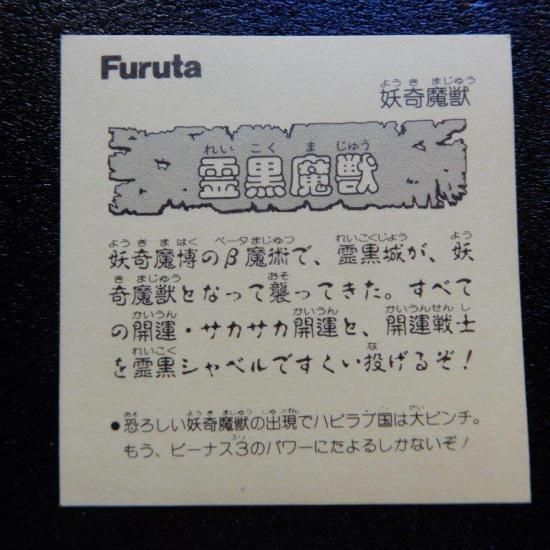 Furuta
妖奇魔獣
霊黒魔獣
妖奇魔博のβ魔術で、霊黒城が、妖
奇魔獣となって襲ってきた。すべて
の開運・サカサカ開運と、開運戦士
を霊黒シャベルですくい投げるぞ！
●恐ろしい妖奇魔獣の出現でハピラブ国は大ピンチ。
もう、ビーナス3のパワーにたよるしかないぞ！